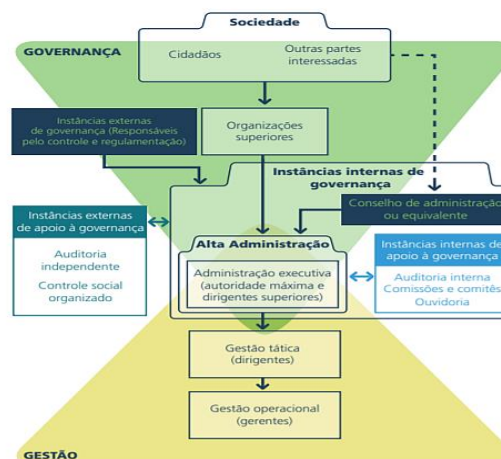 Sociedade
GOVERNANÇA
Cidadãos
Outras partes
interessadas
Instâncias externas
de governança (Responsáveis
pelo controle e regulamentação)
Organizações
superiores
Instâncias internas de
governança
Conselho de administração
ou equivalente
Instâncias externas
de apoio à governança
Auditoria
independente
Controle social
organizado
Alta Administração
Administração executiva
(autoridade máxima e
dirigentes superiores)
Instâncias internas de
apoio à governança
Auditoria interna
Comissões e comitês
Ouvidoria
Gestão tática
(dirigentes)
Gestão operacional
(gerentes)
GESTÃO